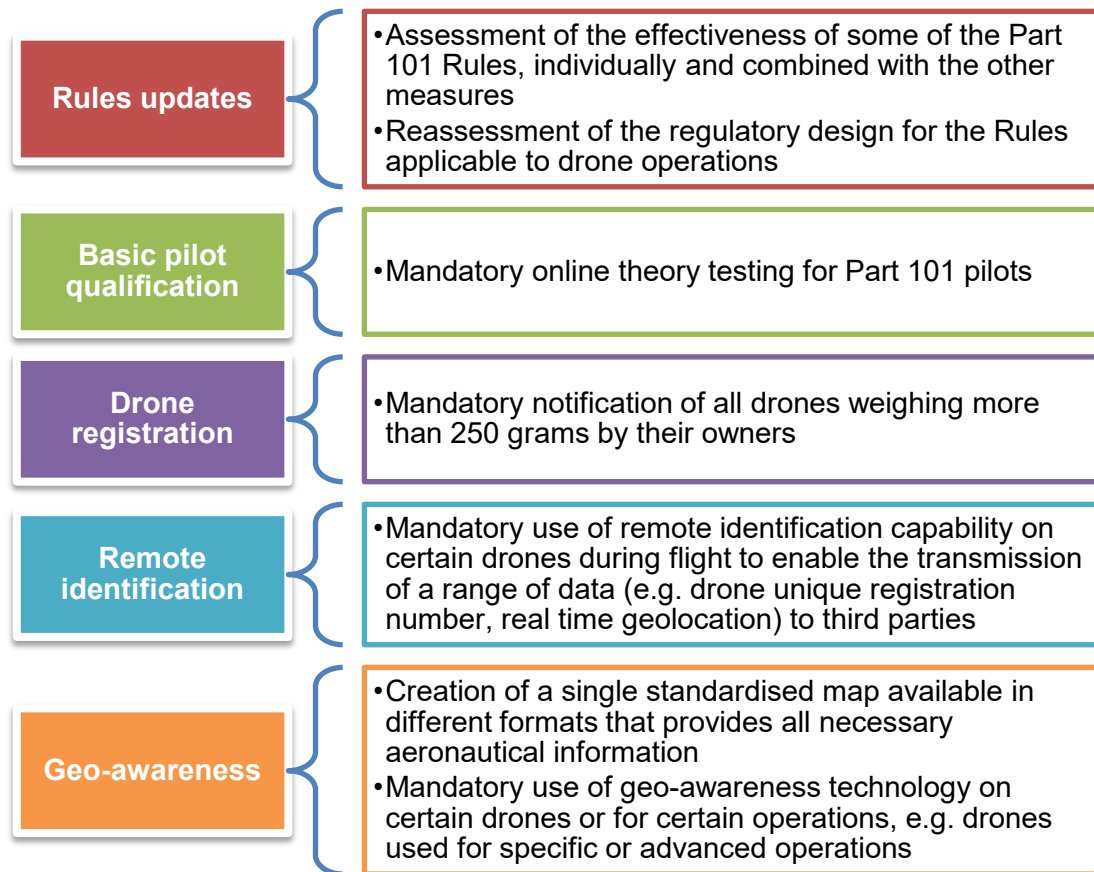 Rules updates
•Assessment of the effectiveness of some of the Part
101 Rules, individually and combined with the other
measures
•Reassessment of the regulatory design for the Rules
applicable to drone operations
Basic pilot
qualification
•Mandatory online theory testing for Part 101 pilots
Drone
registration
•Mandatory notification of all drones weighing more
than 250 grams by their owners
Remote
identification
•Mandatory use of remote identification capability on
certain drones during flight to enable the transmission
of a range of data (e.g. drone unique registration
number, real time geolocation) to third parties
Geo-awareness
•Creation of a single standardised map available in
different formats that provides all necessary
aeronautical information
•Mandatory use of geo-awareness technology on
certain drones or for certain operations, e.g. drones
used for specific or advanced operations